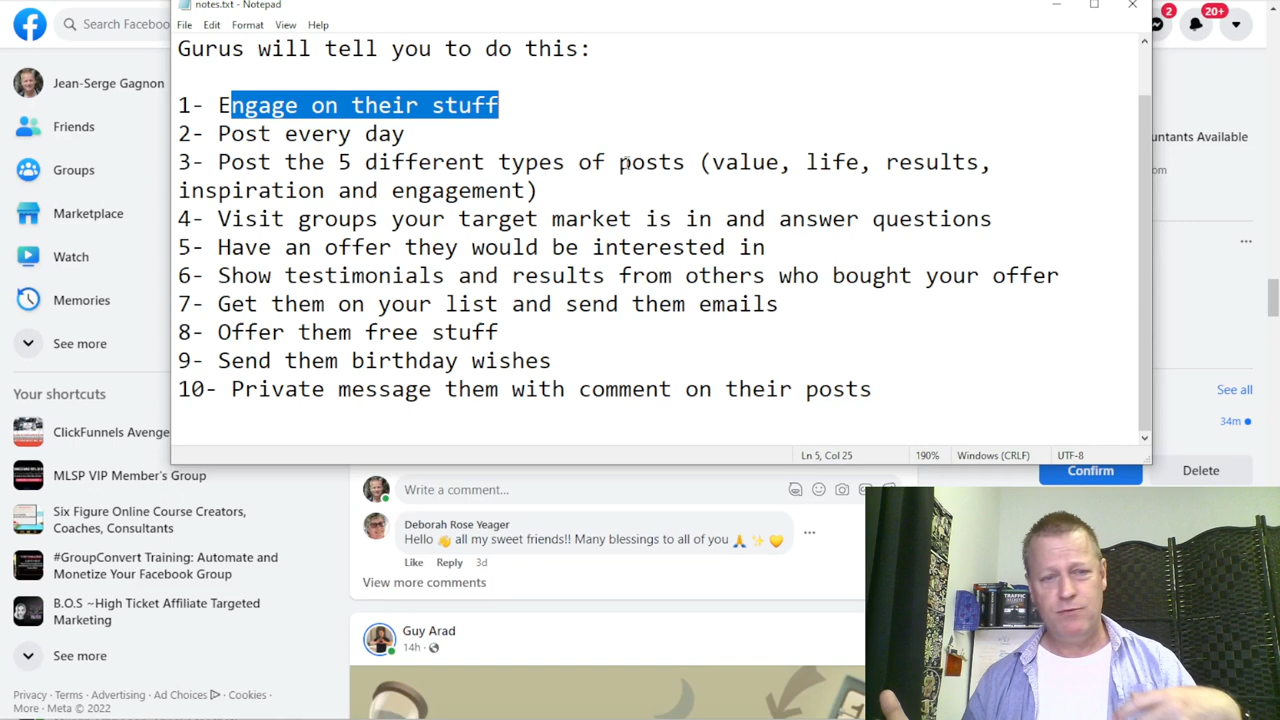 notes.txt - Notepad
File Edit Format View Help
Gurus will tell you to do this:
1- Engage on their stuff
2- Post every day
3- Post the 5 different types of posts (value, life, results,
inspiration and engagement)
4- Visit groups your target market is in and answer questions
5- Have an offer they would be interested in
6- Show testimonials and results from others who bought your offer
7- Get them on your list and send them emails
8- Offer them free stuff
9- Send them birthday wishes
10- Private message them with comment on their posts
Ln 5, Col 25 190% Windows (CRLF) UTF-8
Search Facebo
2
20+
Jean-Serge Gagnon
Friends
Groups
Marketplace
Watch
Memories
See more
Your shortcuts
ClickFunnels Avenge
MLSP VIP Member's Group
Six Figure Online Course Creators,
Coaches, Consultants
#GroupConvert Training: Automate and
Monetize Your Facebook Group
B.O.S ~High Ticket Affiliate Targeted
Marketing
See more
Privacy · Terms · Advertising · Ad Choices · Cookies ·
More · Meta © 2022
Write a comment...
Deborah Rose Yeager
Hello 👋 all my sweet friends!! Many blessings to all of you 🙏 ✨ 💛
Like Reply 3d
View more comments
Guy Arad
14h ·
ountants Available
om
See all
34m
Confirm Delete
TRAFFIC